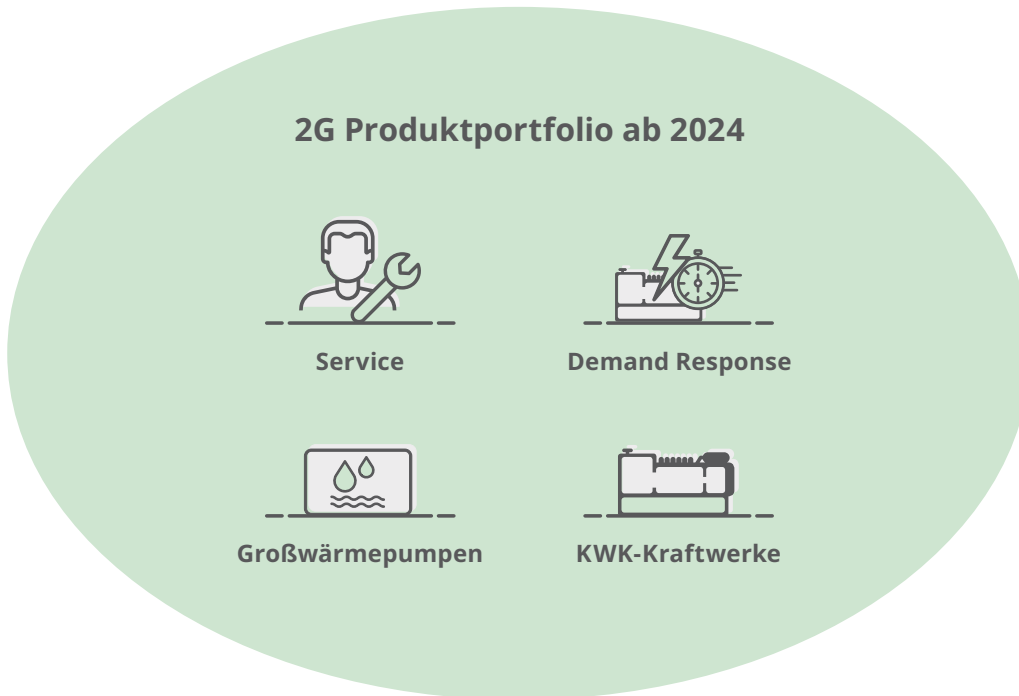 2G Produktportfolio ab 2024
Service
Demand Response
Großwärmepumpen
KWK-Kraftwerke